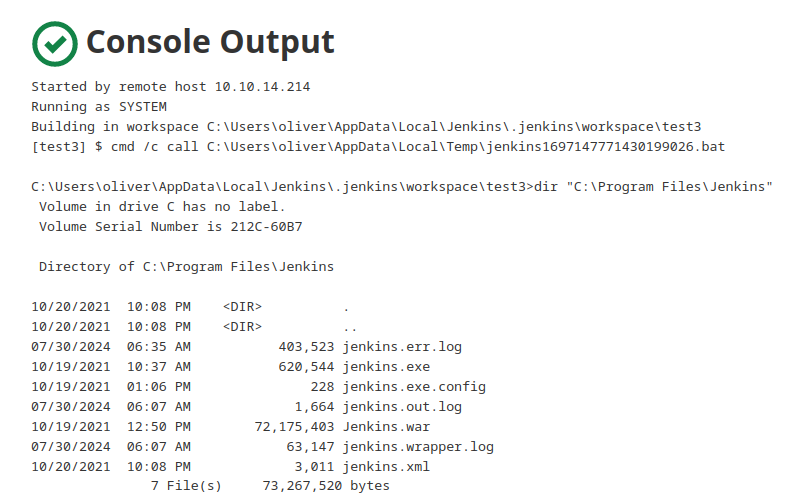 Console Output
Started by remote host 10.10.14.214
Running as SYSTEM
Building in workspace C:\Users\oliver\AppData\Local\Jenkins\.jenkins\workspace\test3
[test3] $ cmd /c call C:\Users\oliver\AppData\Local\Temp\jenkins1697147771430199026.bat
C:\Users\oliver\AppData\Local\Jenkins\.jenkins\workspace\test3>dir "C:\Program Files\Jenkins"
Volume in drive C has no label.
Volume Serial Number is 212C-60B7
Directory of C:\Program Files\Jenkins
10/20/2021  10:08 PM    <DIR>          .
10/20/2021  10:08 PM    <DIR>          ..
07/30/2024  06:35 AM           403,523 jenkins.err.log
10/19/2021  10:37 AM           620,544 jenkins.exe
10/19/2021  01:06 PM               228 jenkins.exe.config
07/30/2024  06:07 AM             1,664 jenkins.out.log
10/19/2021  12:50 PM        72,175,403 Jenkins.war
07/30/2024  06:07 AM            63,147 jenkins.wrapper.log
10/20/2021  10:08 PM             3,011 jenkins.xml
7 File(s)     73,267,520 bytes